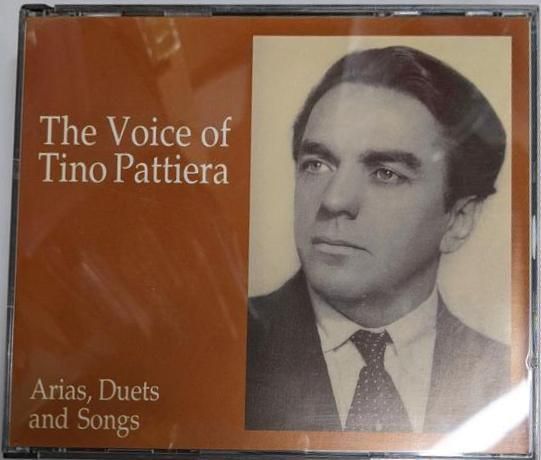 The Voice of
Tino Pattiera
Arias, Duets
and Songs